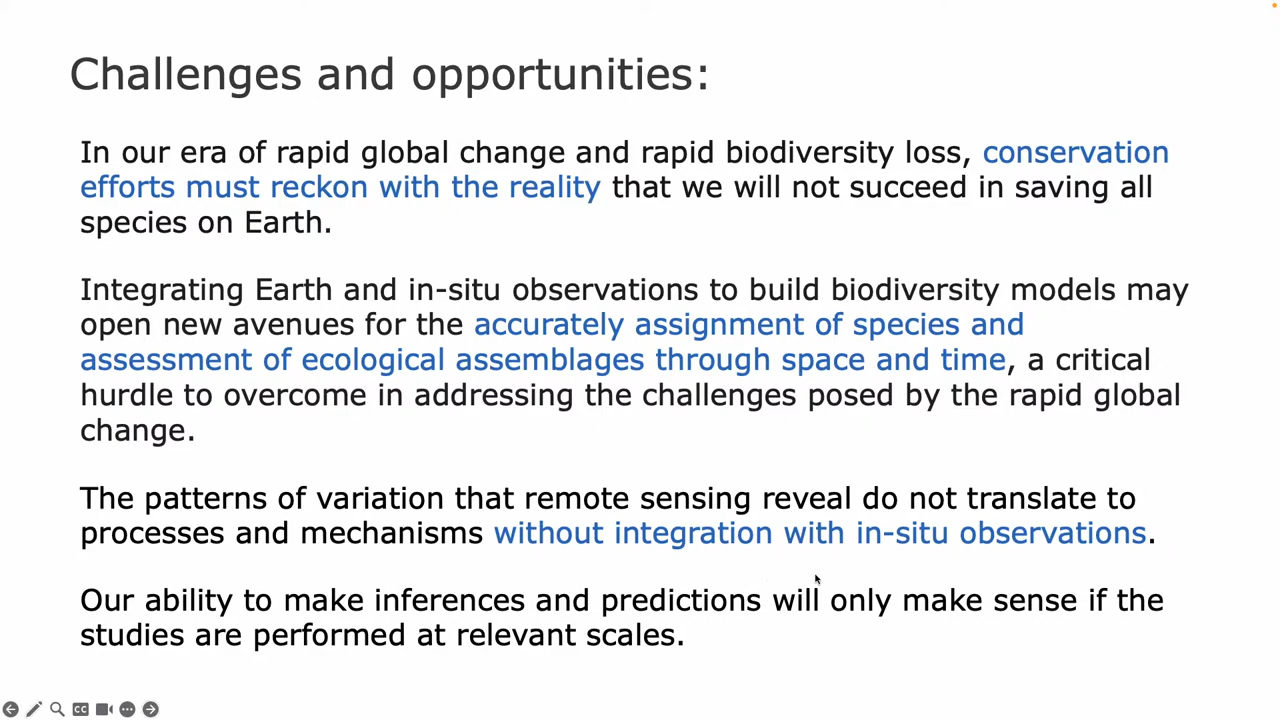 Challenges and opportunities:
In our era of rapid global change and rapid biodiversity loss, conservation
efforts must reckon with the reality that we will not succeed in saving all
species on Earth.
Integrating Earth and in-situ observations to build biodiversity models may
open new avenues for the accurately assignment of species and
assessment of ecological assemblages through space and time, a critical
hurdle to overcome in addressing the challenges posed by the rapid global
change.
The patterns of variation that remote sensing reveal do not translate to
processes and mechanisms without integration with in-situ observations.
Our ability to make inferences and predictions will only make sense if the
studies are performed at relevant scales.
CC